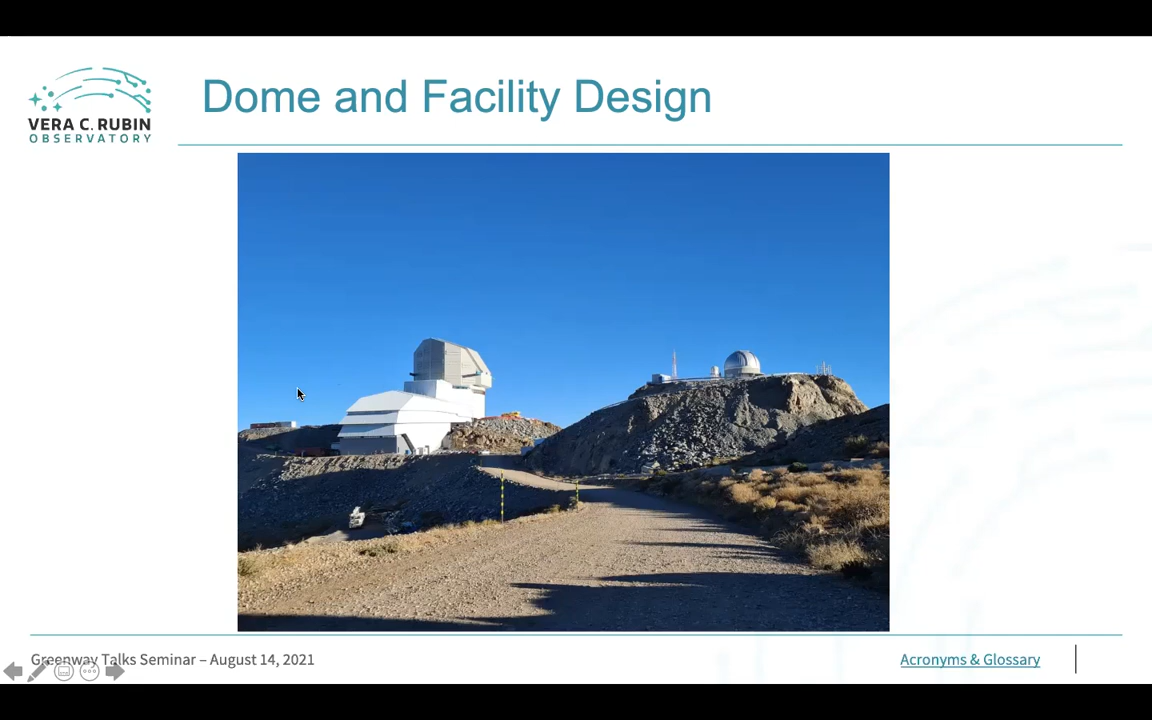 VERA C. RUBIN
OBSERVATORY
Dome and Facility Design
Greenway Talks Seminar – August 14, 2021
Acronyms & Glossary